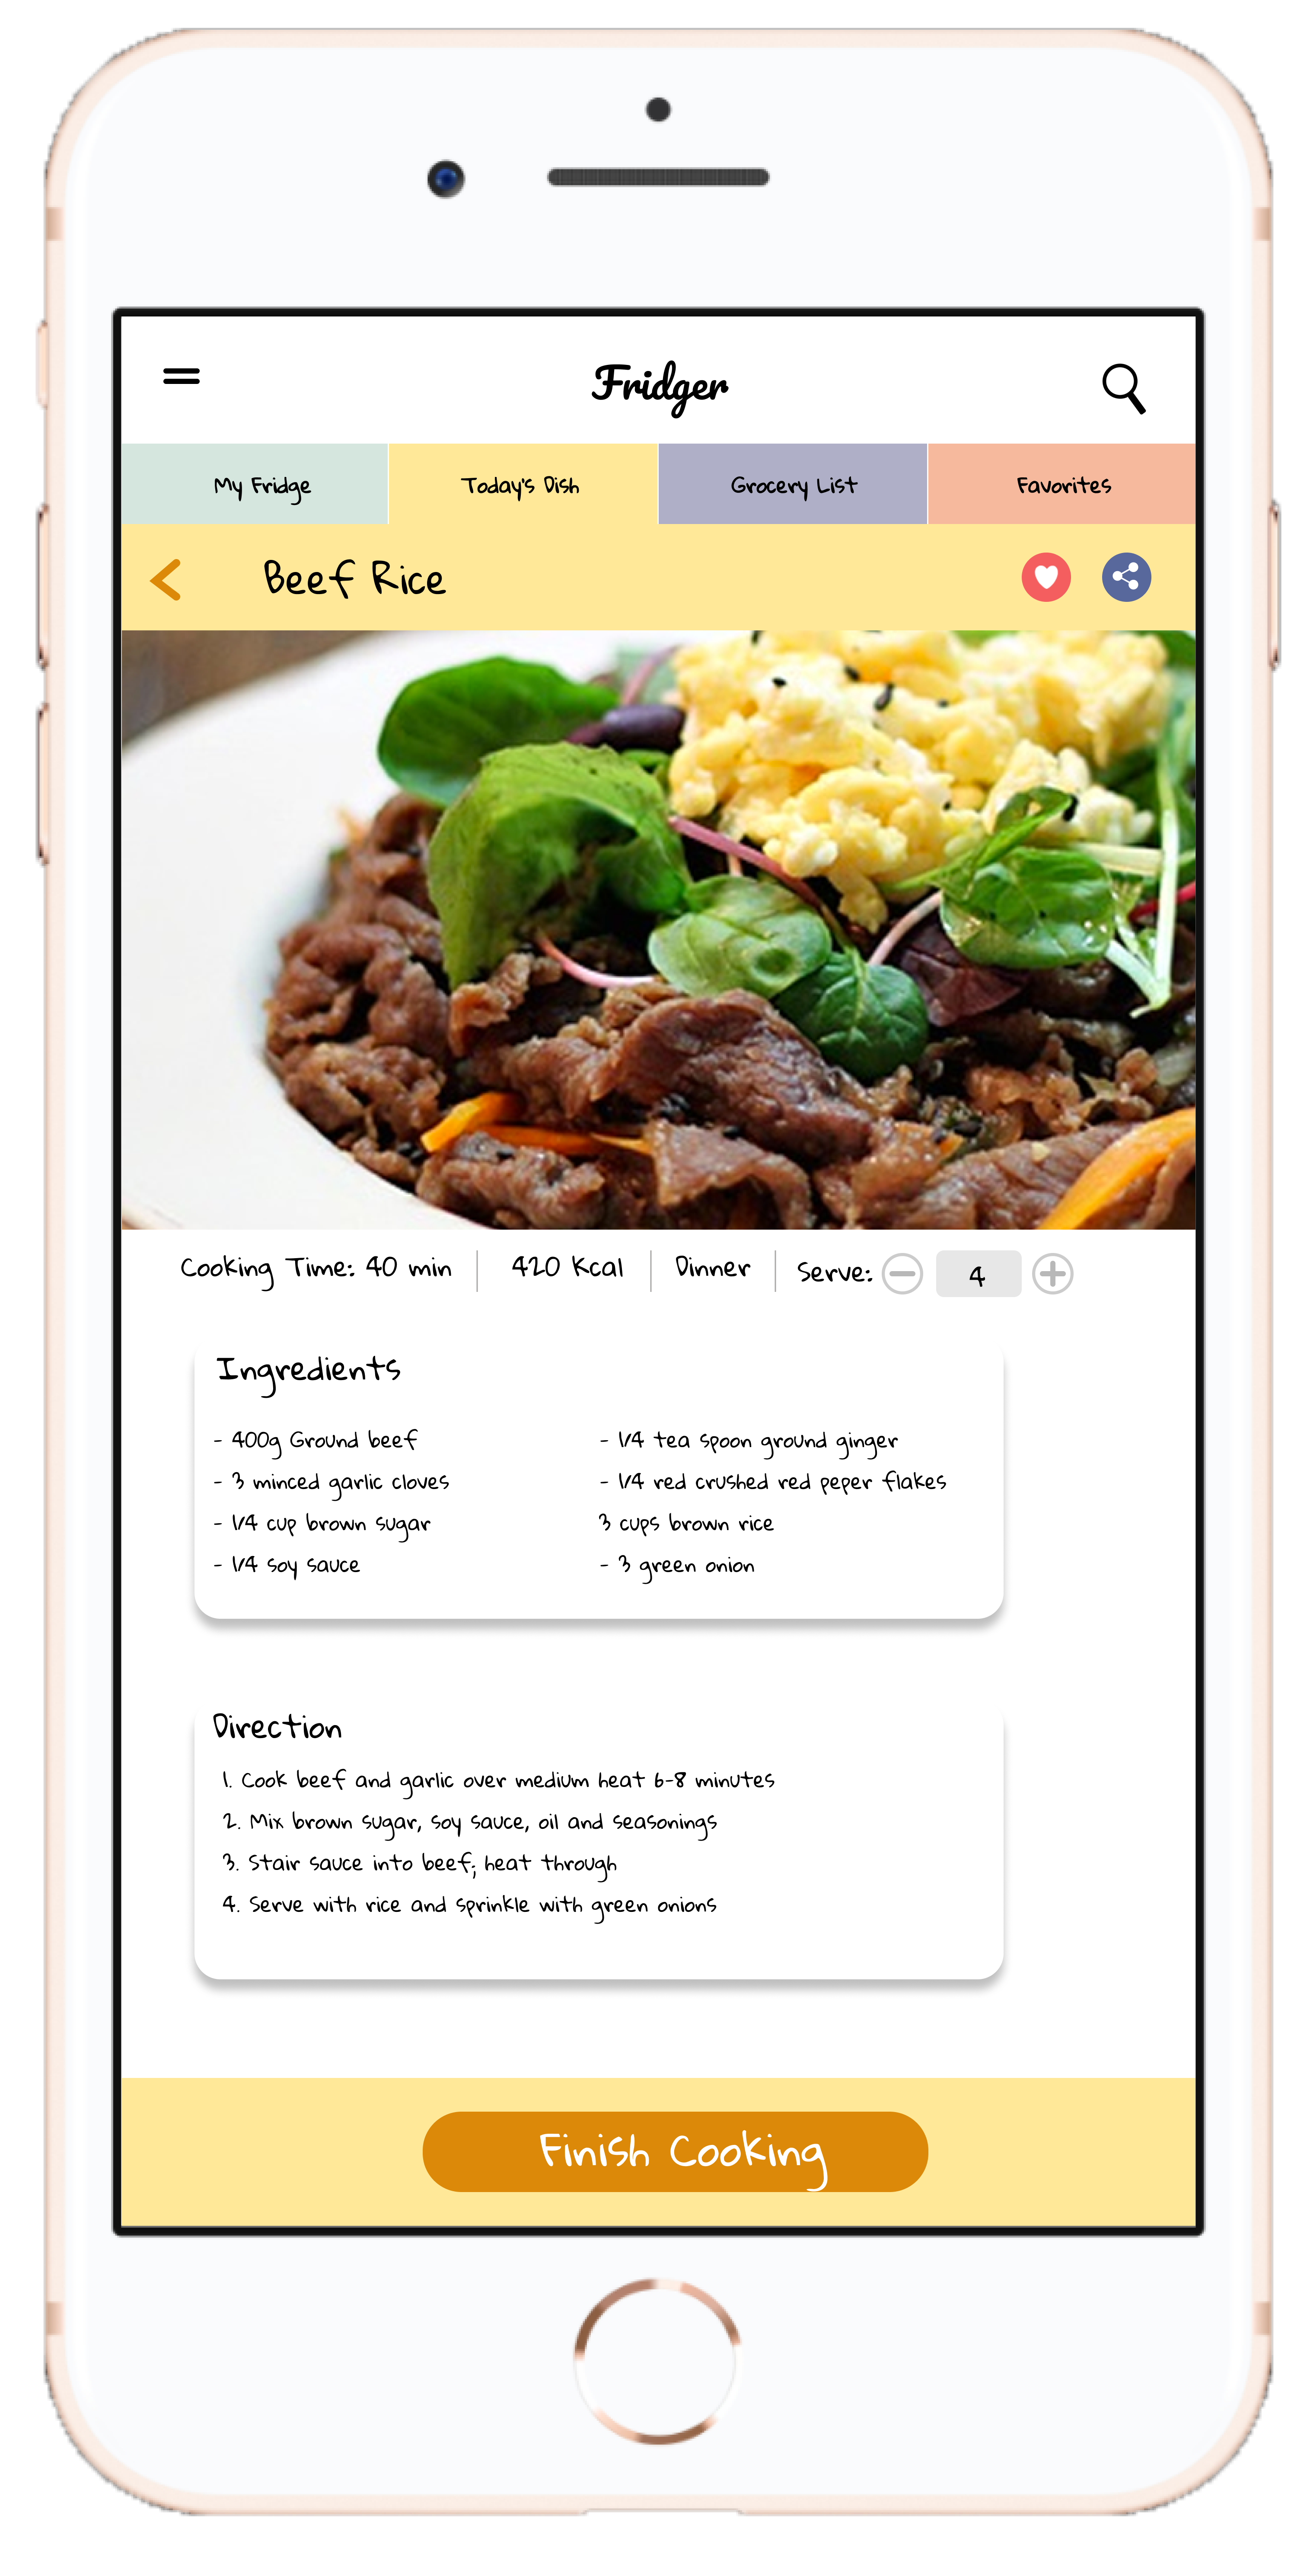 Fridger
My Fridge
Today's Dish
Grocery List
Favorites
Beef Rice
Cooking Time: 40 min
420 Kcal
Dinner
Serve:
4
Ingredients
- 400g Ground beef
- 3 minced garlic cloves
- 1/4 cup brown sugar
- 1/4 soy sauce
- 1/4 tea spoon ground ginger
- 1/4 red crushed red peper flakes
3 cups brown rice
- 3 green onion
Direction
1. Cook beef and garlic over medium heat 6-8 minutes
2. Mix brown sugar, soy sauce, oil and seasonings
3. Stair sauce into beef; heat through
4. Serve with rice and sprinkle with green onions
Finish Cooking